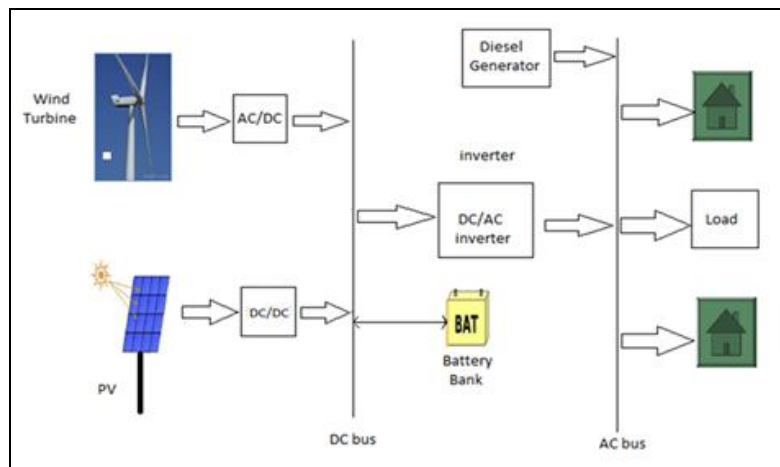 Diesel
Generator
Wind
Turbine
AC/DC
inverter
DC/AC
inverter
Load
DC/DC
BAT
Battery
Bank
PV
DC bus
AC bus